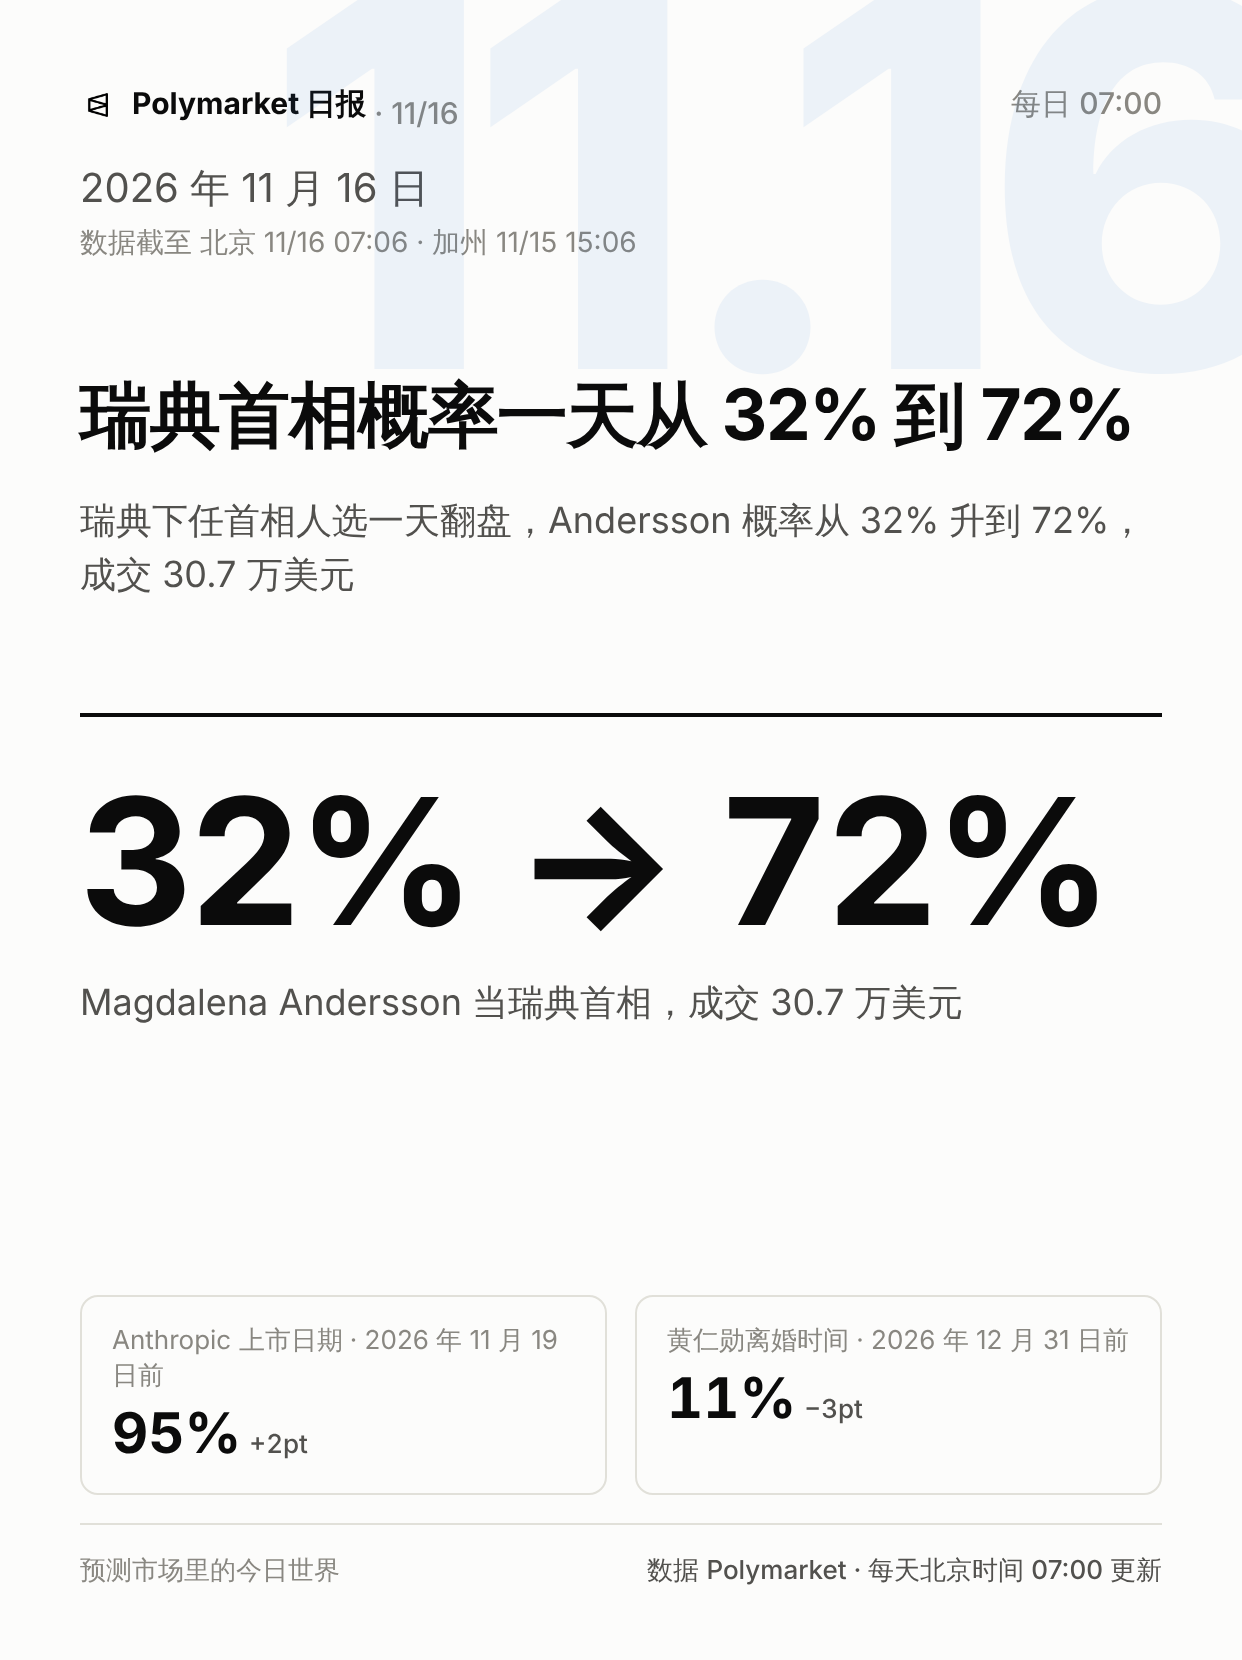 11.16
Polymarket 日报 · 11/16
每日 07:00
2026 年 11 月 16 日
数据截至 北京 11/16 07:06 · 加州 11/15 15:06
瑞典首相概率一天从 32% 到 72%
瑞典下任首相人选一天翻盘，Andersson 概率从 32% 升到 72%，
成交 30.7 万美元
32% → 72%
Magdalena Andersson 当瑞典首相，成交 30.7 万美元
Anthropic 上市日期 · 2026 年 11 月 19
日前
95% +2pt
黄仁勋离婚时间 · 2026 年 12 月 31 日前
11% −3pt
预测市场里的今日世界
数据 Polymarket · 每天北京时间 07:00 更新